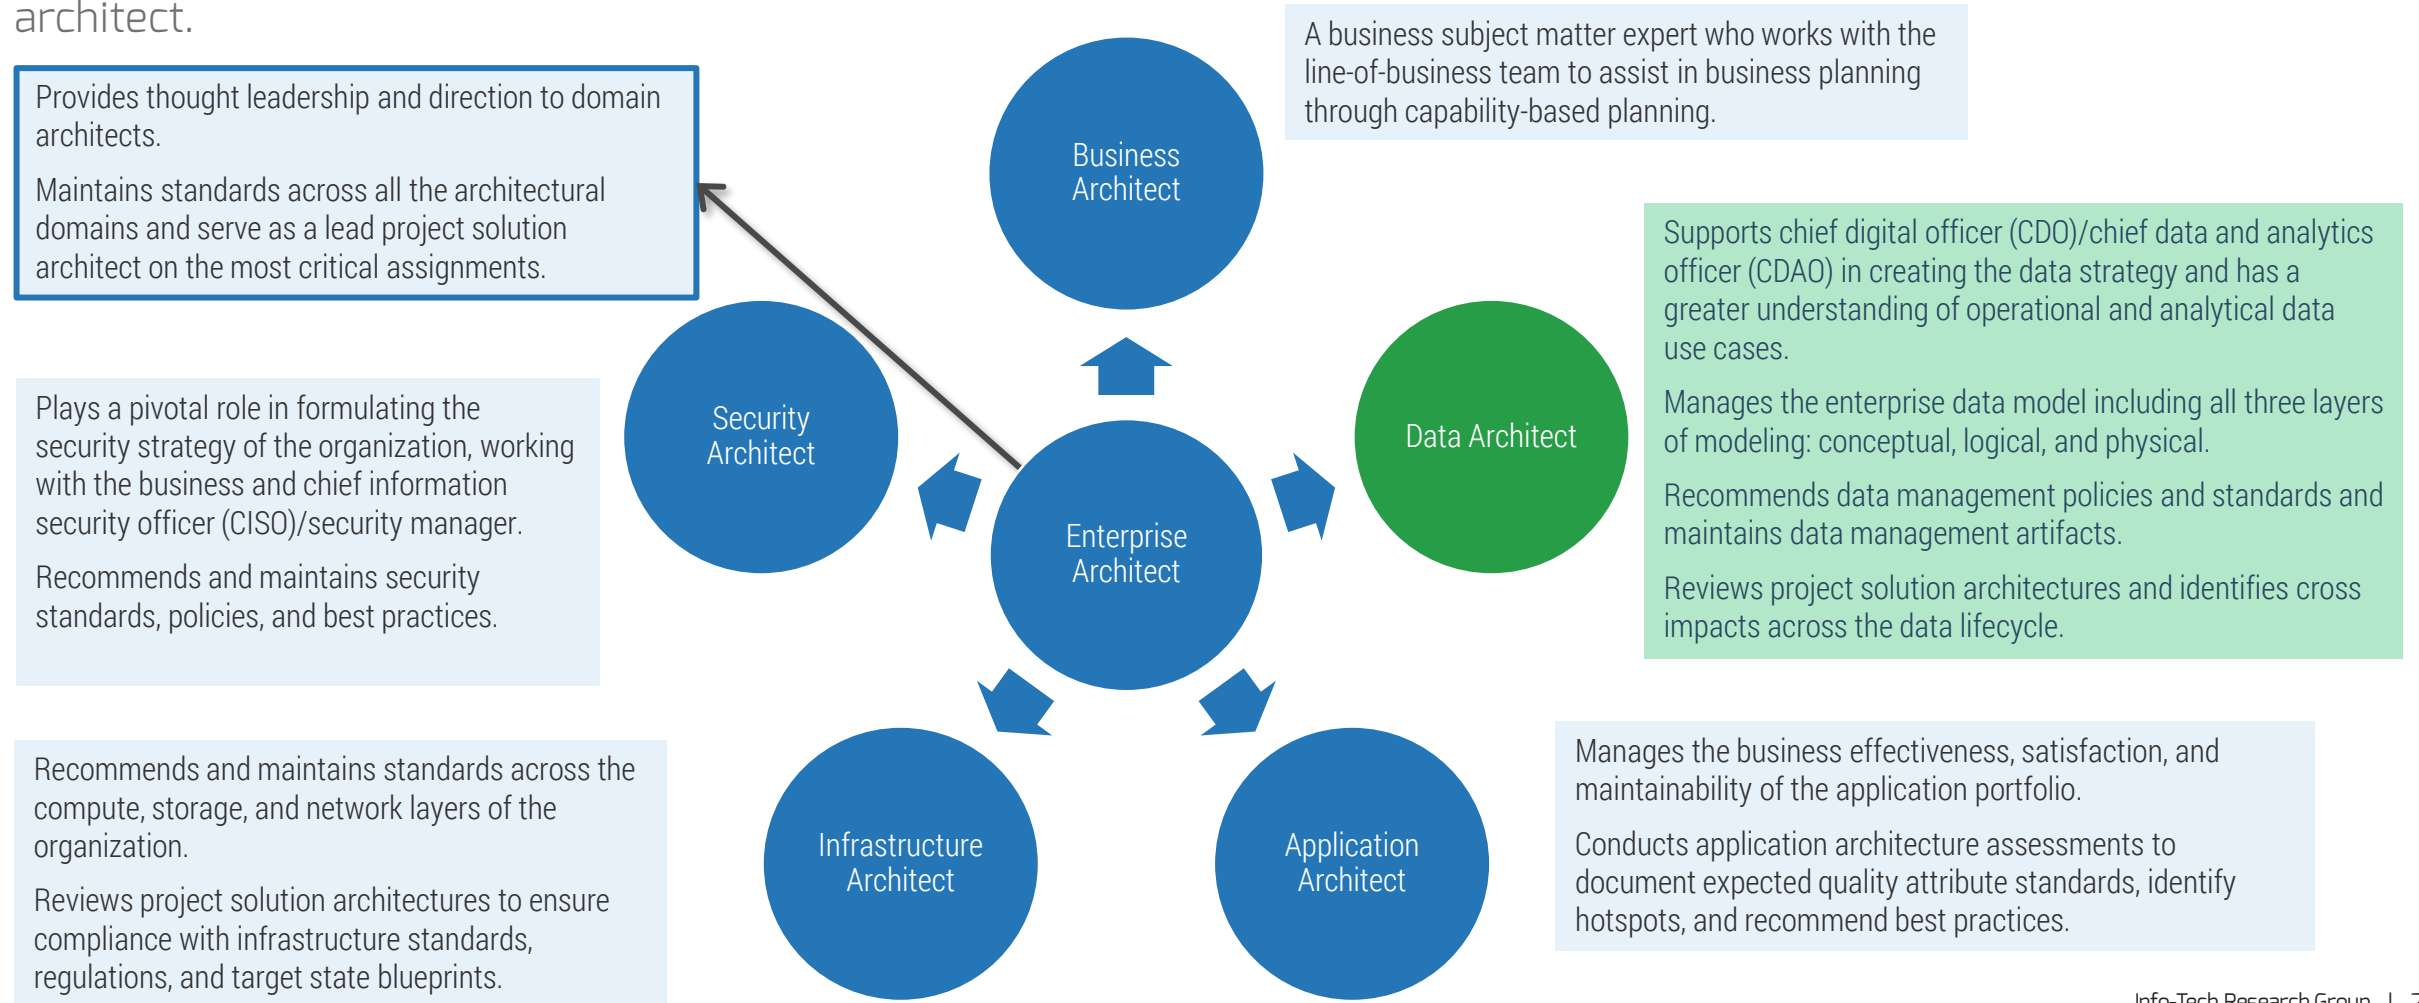 architect.
Provides thought leadership and direction to domain
architects.
Maintains standards across all the architectural
domains and serve as a lead project solution
architect on the most critical assignments.
Business
Architect
A business subject matter expert who works with the
line-of-business team to assist in business planning
through capability-based planning.
Security
Architect
Plays a pivotal role in formulating the
security strategy of the organization, working
with the business and chief information
security officer (CISO)/security manager.
Recommends and maintains security
standards, policies, and best practices.
Enterprise
Architect
Data Architect
Supports chief digital officer (CDO)/chief data and analytics
officer (CDAO) in creating the data strategy and has a
greater understanding of operational and analytical data
use cases.
Manages the enterprise data model including all three layers
of modeling: conceptual, logical, and physical.
Recommends data management policies and standards and
maintains data management artifacts.
Reviews project solution architectures and identifies cross
impacts across the data lifecycle.
Recommends and maintains standards across the
compute, storage, and network layers of the
organization.
Reviews project solution architectures to ensure
compliance with infrastructure standards,
regulations, and target state blueprints.
Infrastructure
Architect
Application
Architect
Manages the business effectiveness, satisfaction, and
maintainability of the application portfolio.
Conducts application architecture assessments to
document expected quality attribute standards, identify
hotspots, and recommend best practices.
Info-Tech Research Group |